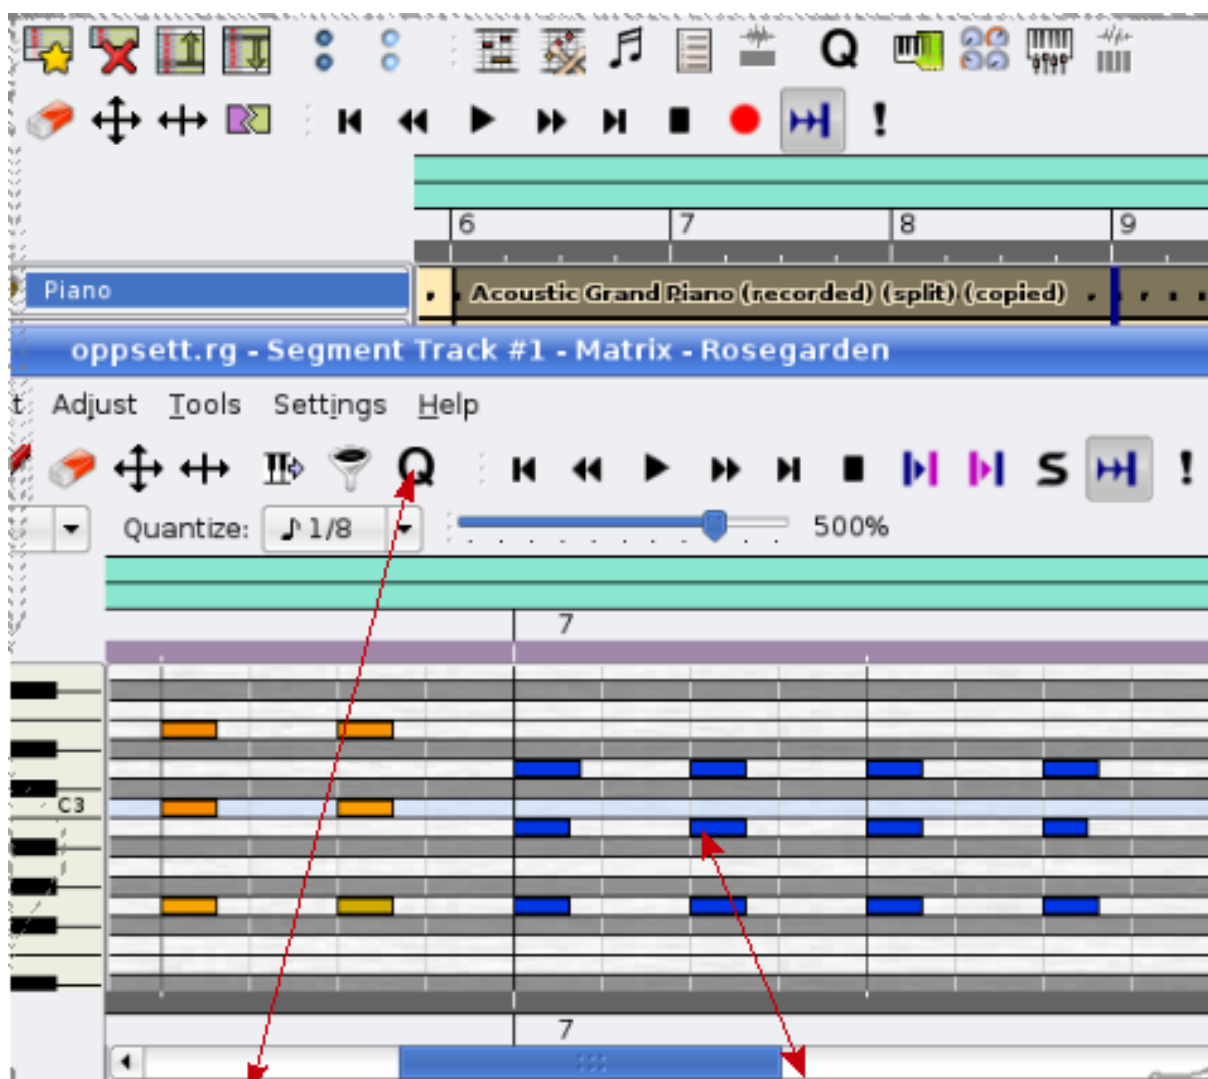 Q
6 7 8 9
Piano
Acoustic Grand Piano (recorded) (split) (copied)
oppsett.rg - Segment Track #1 - Matrix - Rosegarden
t Adjust Tools Settings Help
Q S !
Quantize: 1/8 500%
7
C3
7